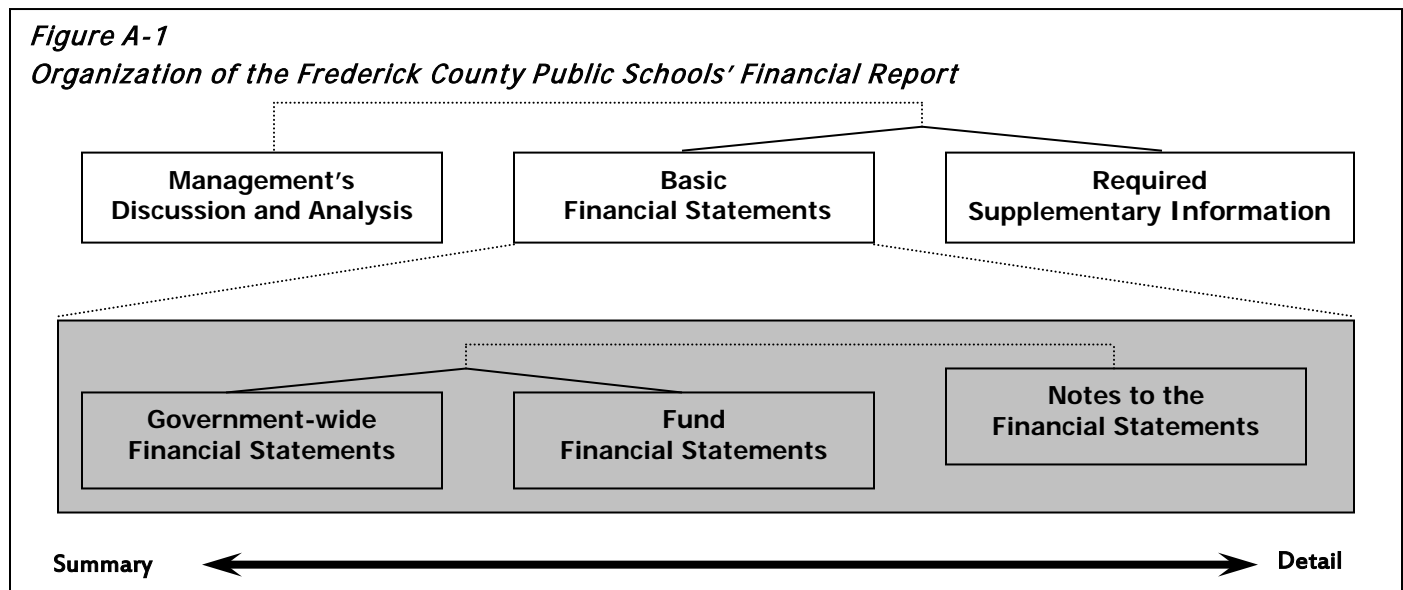 Figure A-1
Organization of the Frederick County Public Schools' Financial Report
Management's
Discussion and Analysis
Basic
Financial Statements
Required
Supplementary Information
Government-wide
Financial Statements
Fund
Financial Statements
Notes to the
Financial Statements
Summary
Detail